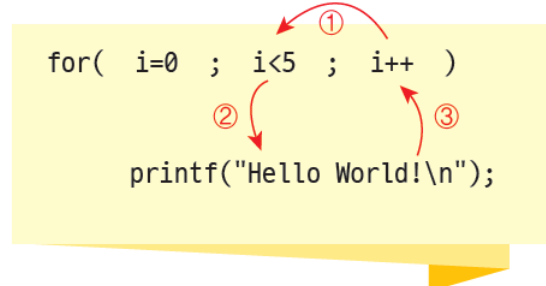 ①
for( i=0 ; i<5 ; i++ )
② ③
printf("Hello World!\n");